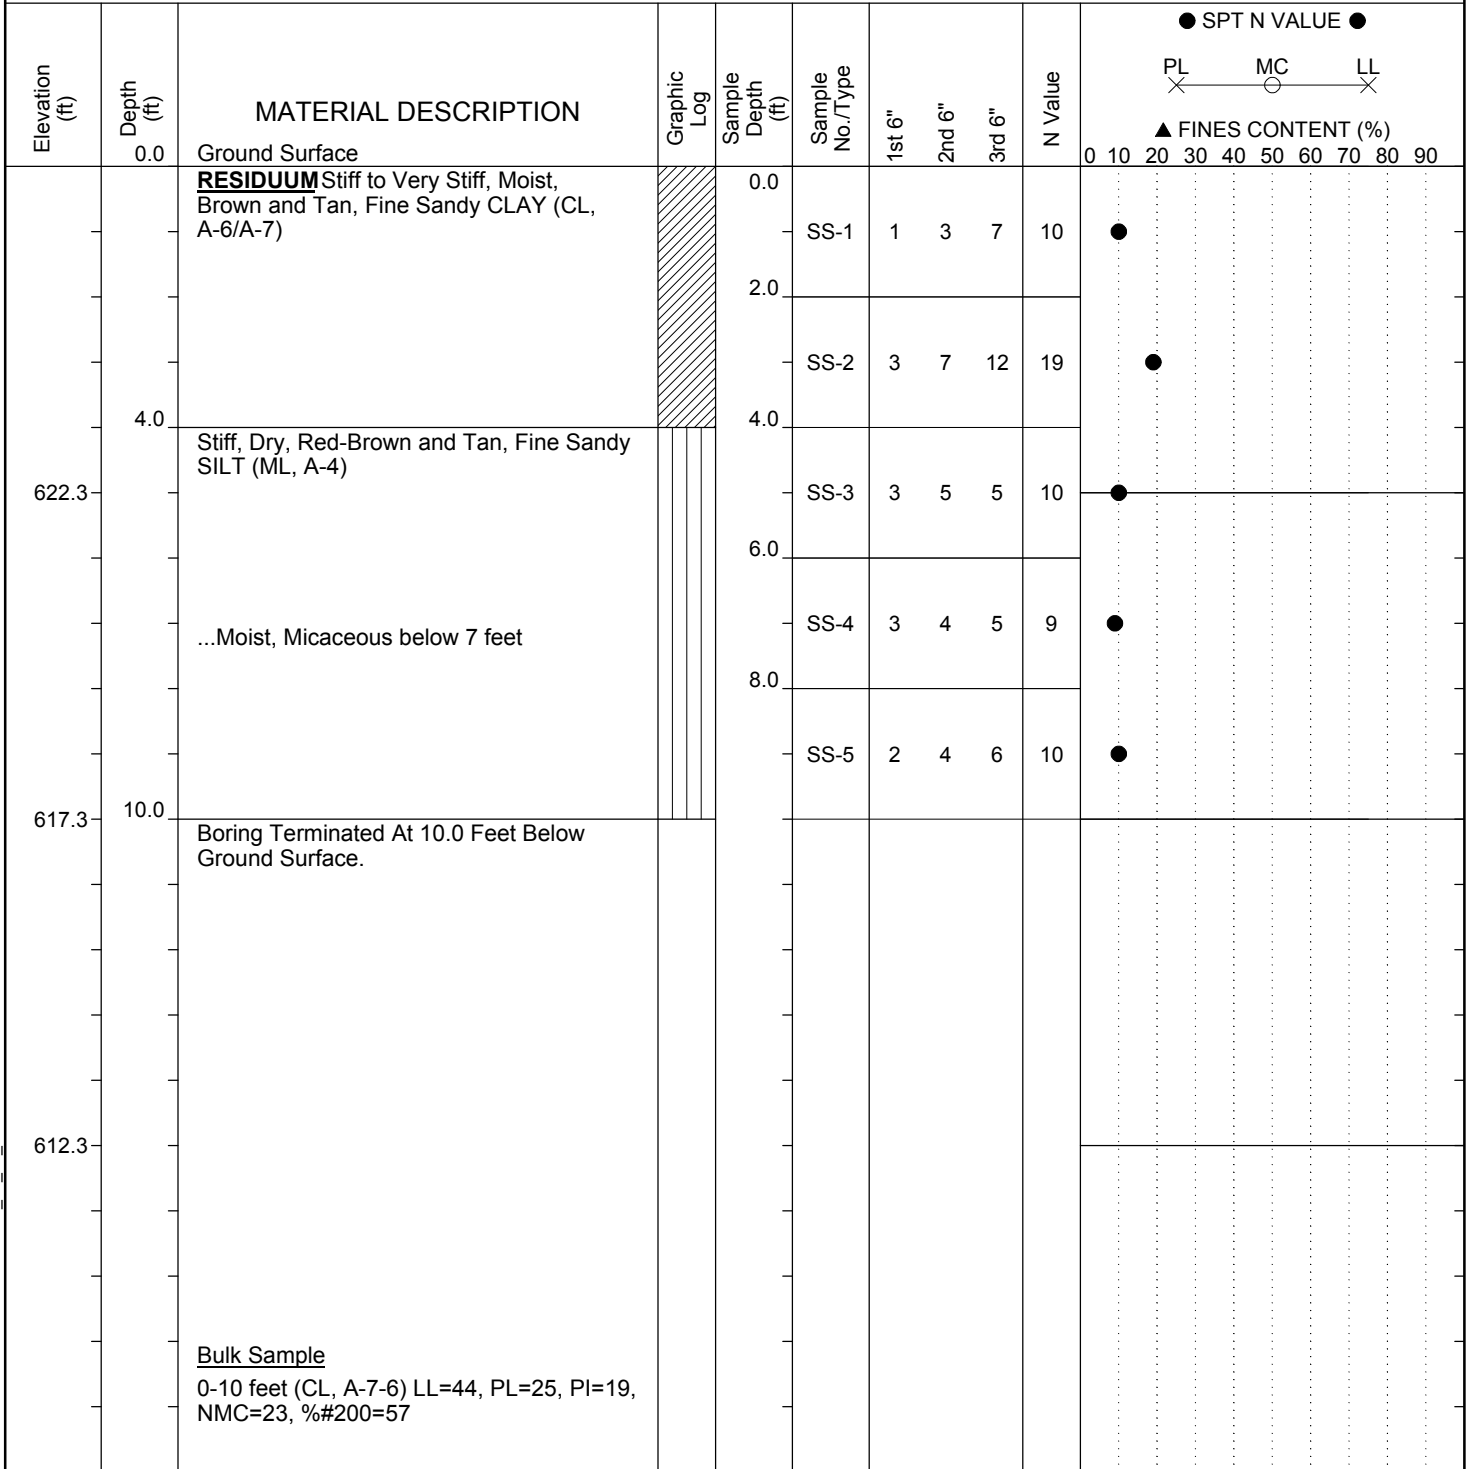 ● SPT N VALUE ●
PL MC LL
▲ FINES CONTENT (%)
0 10 20 30 40 50 60 70 80 90
Elevation (ft)
Depth (ft)
MATERIAL DESCRIPTION
Graphic Log
Sample Depth (ft)
Sample No./Type
1st 6"
2nd 6"
3rd 6"
N Value
0.0 Ground Surface
RESIDUUM Stiff to Very Stiff, Moist,
Brown and Tan, Fine Sandy CLAY (CL,
A-6/A-7)
0.0
SS-1 1 3 7 10
2.0
SS-2 3 7 12 19
4.0 4.0
Stiff, Dry, Red-Brown and Tan, Fine Sandy
SILT (ML, A-4)
622.3 SS-3 3 5 5 10
6.0
...Moist, Micaceous below 7 feet
SS-4 3 4 5 9
8.0
SS-5 2 4 6 10
617.3 10.0
Boring Terminated At 10.0 Feet Below
Ground Surface.
612.3
Bulk Sample
0-10 feet (CL, A-7-6) LL=44, PL=25, PI=19,
NMC=23, %#200=57